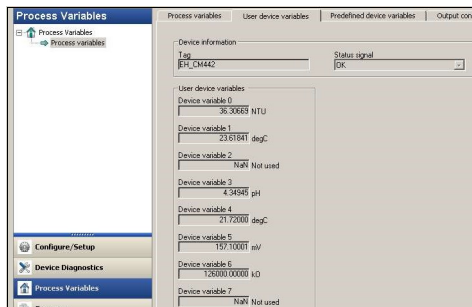 Process Variables
Process variables
User device variables
Predefined device variables
Output con
Process Variables
Process variables
Device information
Tag
Status signal
EH_CM442
OK
User device variables
Device variable 0
36.30669 NTU
Device variable 1
23.61841 degC
Device variable 2
NaN Not used
Device variable 3
4.34945 pH
Device variable 4
21.72000 degC
Device variable 5
157.10001 mV
Device variable 6
126000.00000 kO
Device variable 7
NaN Not used
Configure/Setup
Device Diagnostics
Process Variables